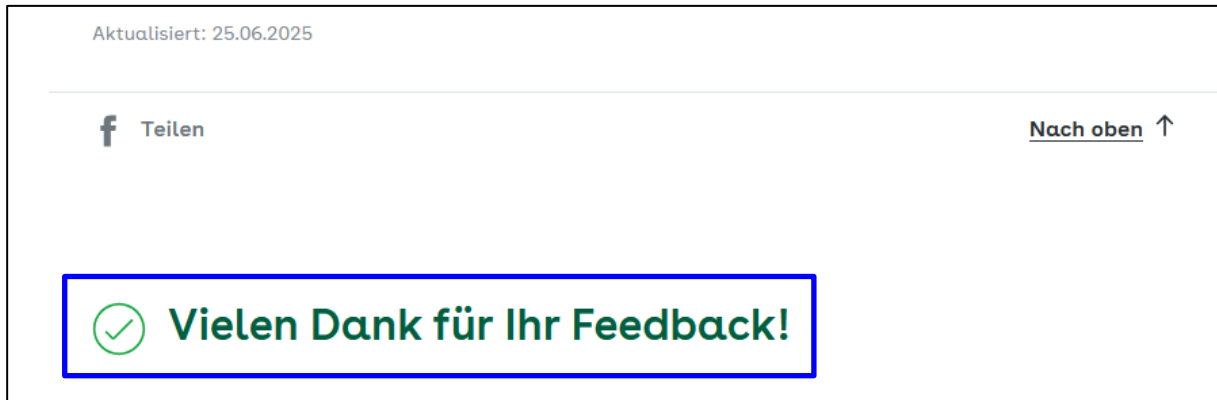 Aktualisiert: 25.06.2025
Teilen
Nach oben ↑
Vielen Dank für Ihr Feedback!